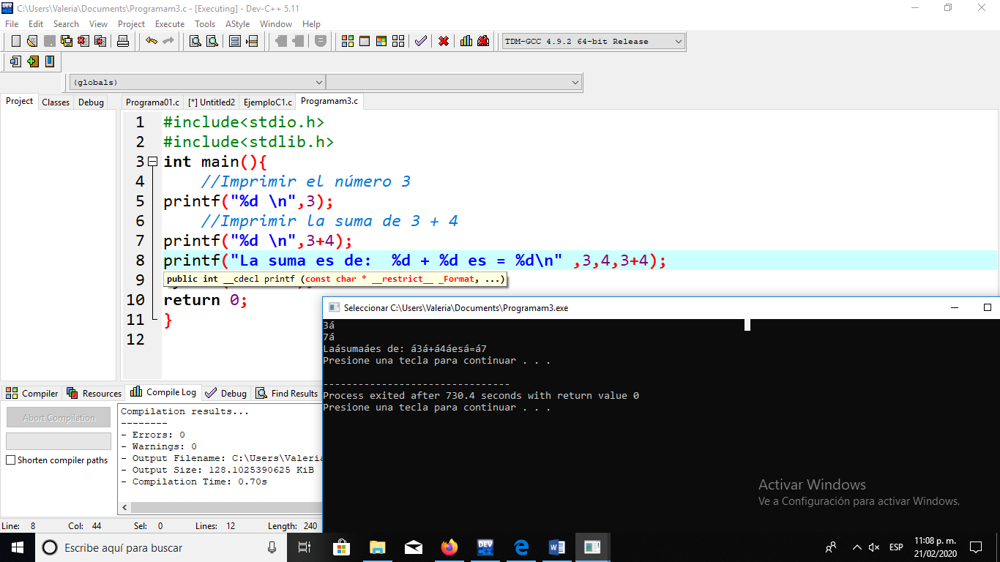 C:\Users\Valeria\Documents\Programam3.c - [Executing] - Dev-C++ 5.11
File Edit Search View Project Execute Tools AStyle Window Help
TDM-GCC 4.9.2 64-bit Release
(globals)
Project Classes Debug
Programa01.c [*] Untitled2 EjemploC1.c Programam3.c
1 #include<stdio.h>
2 #include<stdlib.h>
3 int main(){
4 //Imprimir el número 3
5 printf("%d \n",3);
6 //Imprimir la suma de 3 + 4
7 printf("%d \n",3+4);
8 printf("La suma es de:  %d + %d es = %d\n" ,3,4,3+4);
9
public int __cdecl printf (const char * __restrict__ _Format, ...)
10 return 0;
11 }
12
Seleccionar C:\Users\Valeria\Documents\Programam3.exe
3á
7á
Laásumaáes de: á3á+á4áesá=á7
Presione una tecla para continuar . . .
--------------------------------
Process exited after 730.4 seconds with return value 0
Presione una tecla para continuar . . .
Compiler Resources Compile Log Debug Find Results
Abort Compilation
Shorten compiler paths
Compilation results...
--------
- Errors: 0
- Warnings: 0
- Output Filename: C:\Users\Valeria
- Output Size: 128.1025390625 KiB
- Compilation Time: 0.70s
Activar Windows
Ve a Configuración para activar Windows.
Line: 8 Col: 44 Sel: 0 Lines: 12 Length: 240
Escribe aquí para buscar
DEV
ESP
11:08 p. m.
21/02/2020